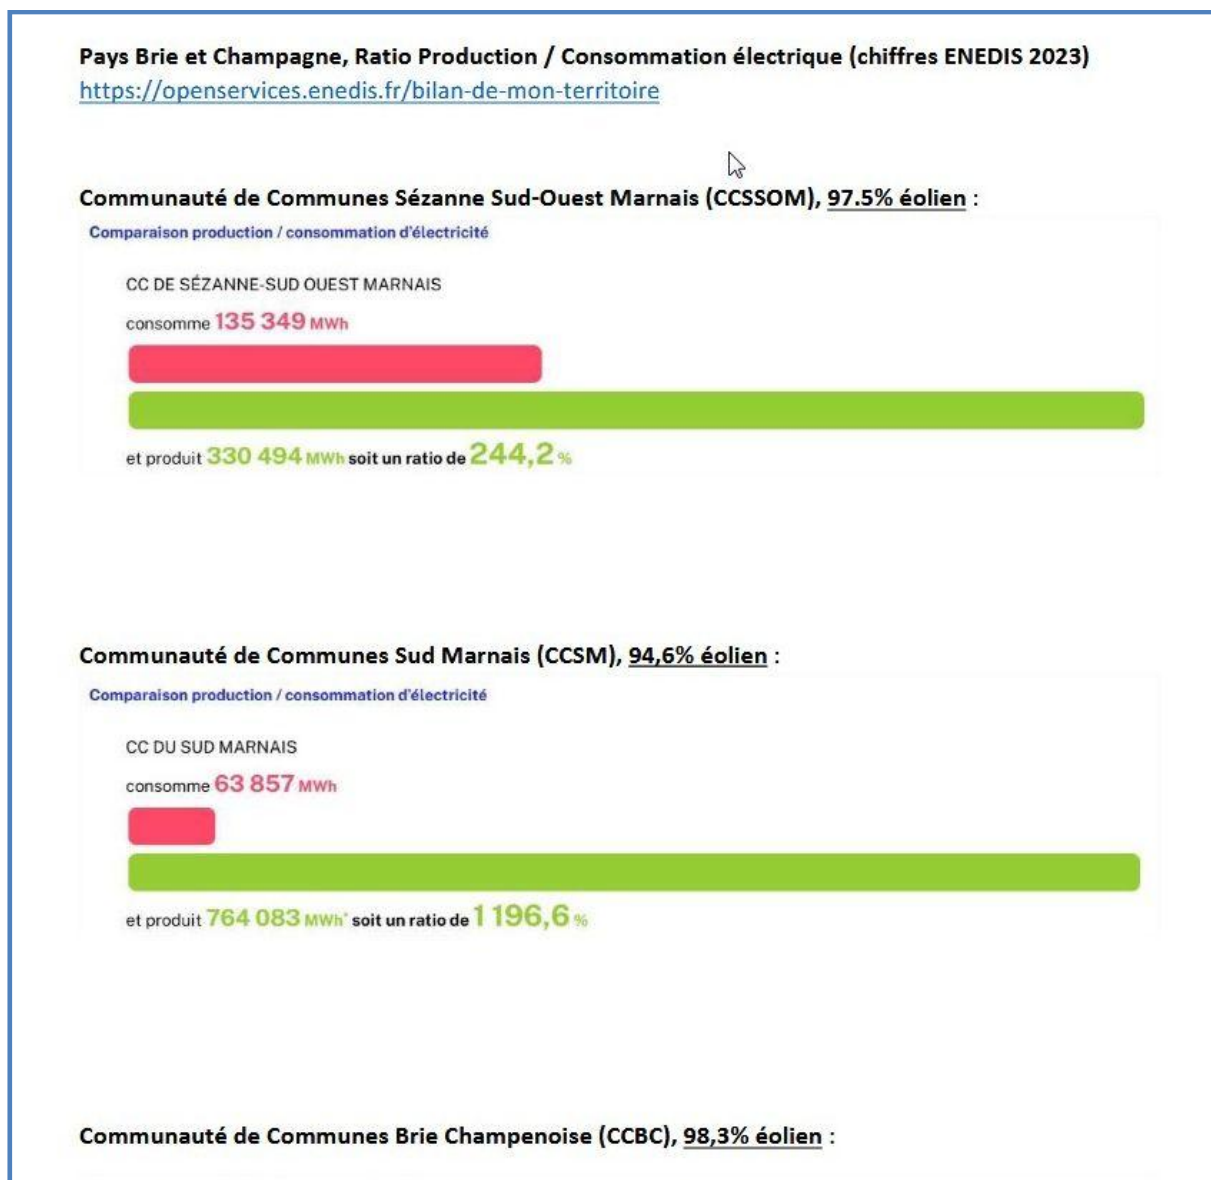 Pays Brie et Champagne, Ratio Production / Consommation électrique (chiffres ENEDIS 2023)
https://openservices.enedis.fr/bilan-de-mon-territoire
Communauté de Communes Sézanne Sud-Ouest Marnais (CCSSOM), 97.5% éolien :
Comparaison production / consommation d'électricité
CC DE SÉZANNE-SUD OUEST MARNAIS
consomme 135 349 MWh
et produit 330 494 MWh soit un ratio de 244,2 %
Communauté de Communes Sud Marnais (CCSM), 94,6% éolien :
Comparaison production / consommation d'électricité
CC DU SUD MARNAIS
consomme 63 857 MWh
et produit 764 083 MWh* soit un ratio de 1 196,6 %
Communauté de Communes Brie Champenoise (CCBC), 98,3% éolien :